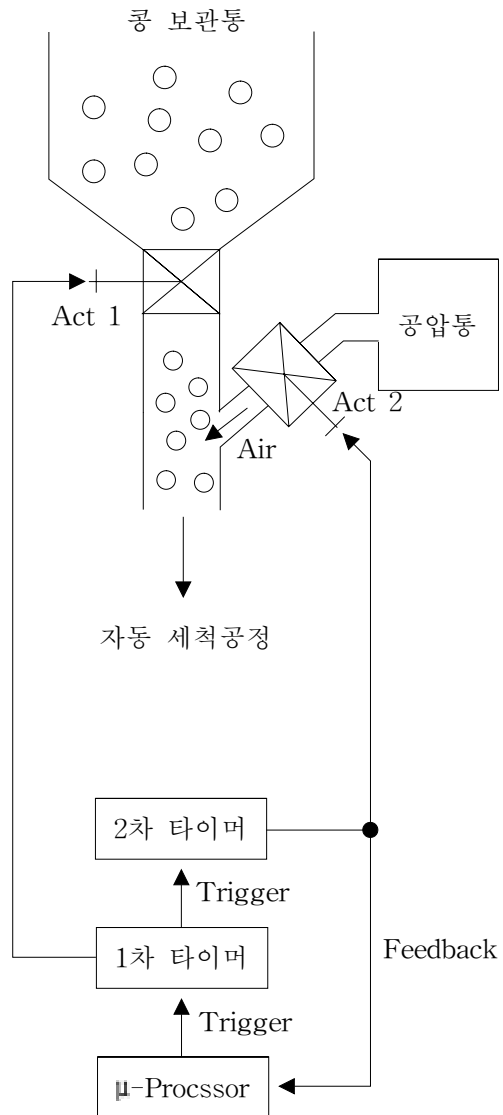 콩 보관통
Act 1
공압통
Act 2
Air
자동 세척공정
2차 타이머
Trigger
1차 타이머
Feedback
Trigger
μ-Procssor